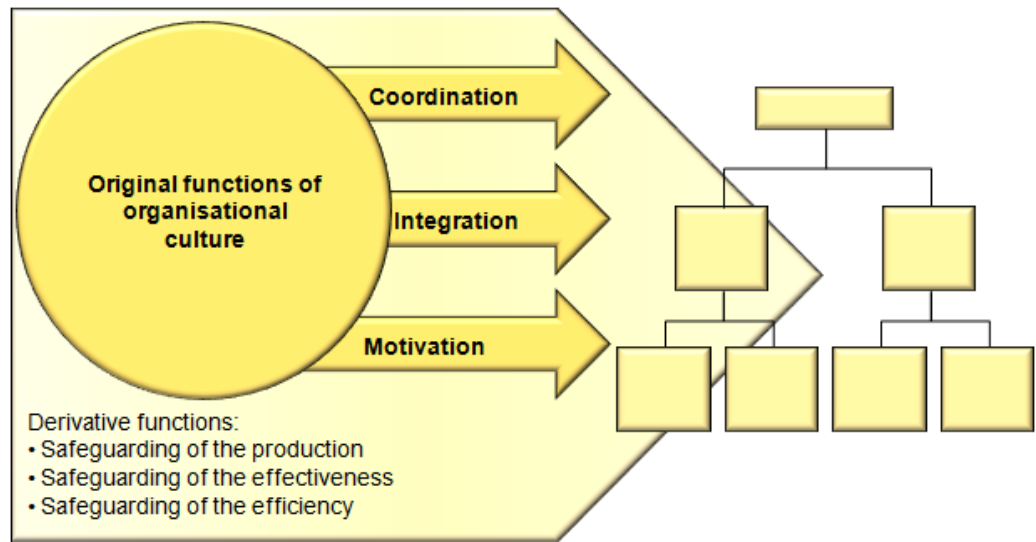 Coordination
Original functions of
organisational
culture
Integration
Motivation
Derivative functions:
• Safeguarding of the production
• Safeguarding of the effectiveness
• Safeguarding of the efficiency